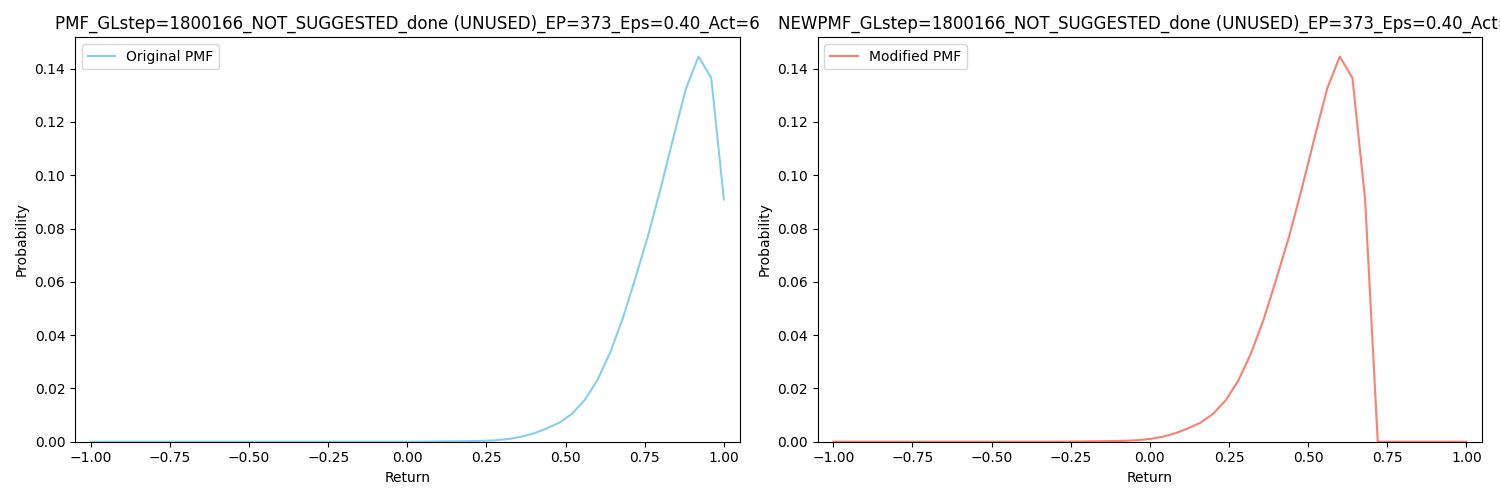 PMF_GLstep=1800166_NOT_SUGGESTED_done (UNUSED)_EP=373_Eps=0.40_Act=6
Original PMF
Probability
0.14
0.12
0.10
0.08
0.06
0.04
0.02
0.00
−1.00 −0.75 −0.50 −0.25 0.00 0.25 0.50 0.75 1.00
Return
NEWPMF_GLstep=1800166_NOT_SUGGESTED_done (UNUSED)_EP=373_Eps=0.40_Act=
Modified PMF
Probability
0.14
0.12
0.10
0.08
0.06
0.04
0.02
0.00
−1.00 −0.75 −0.50 −0.25 0.00 0.25 0.50 0.75 1.00
Return